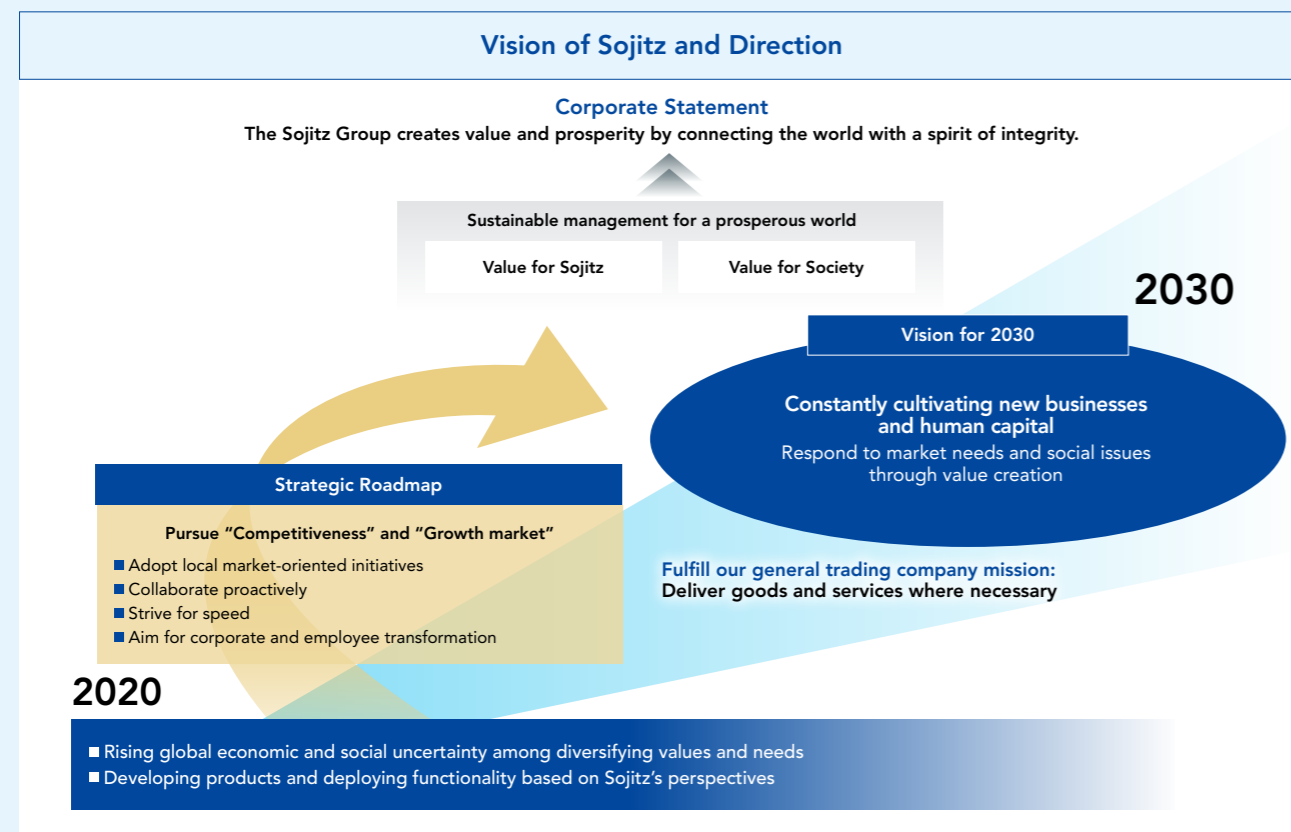 Vision of Sojitz and Direction
Corporate Statement
The Sojitz Group creates value and prosperity by connecting the world with a spirit of integrity.
Sustainable management for a prosperous world
Value for Sojitz
Value for Society
2030
Vision for 2030
Constantly cultivating new businesses
and human capital
Respond to market needs and social issues
through value creation
Strategic Roadmap
Pursue “Competitiveness” and “Growth market”
■ Adopt local market-oriented initiatives
■ Collaborate proactively
■ Strive for speed
■ Aim for corporate and employee transformation
Fulfill our general trading company mission:
Deliver goods and services where necessary
2020
■ Rising global economic and social uncertainty among diversifying values and needs
■ Developing products and deploying functionality based on Sojitz’s perspectives